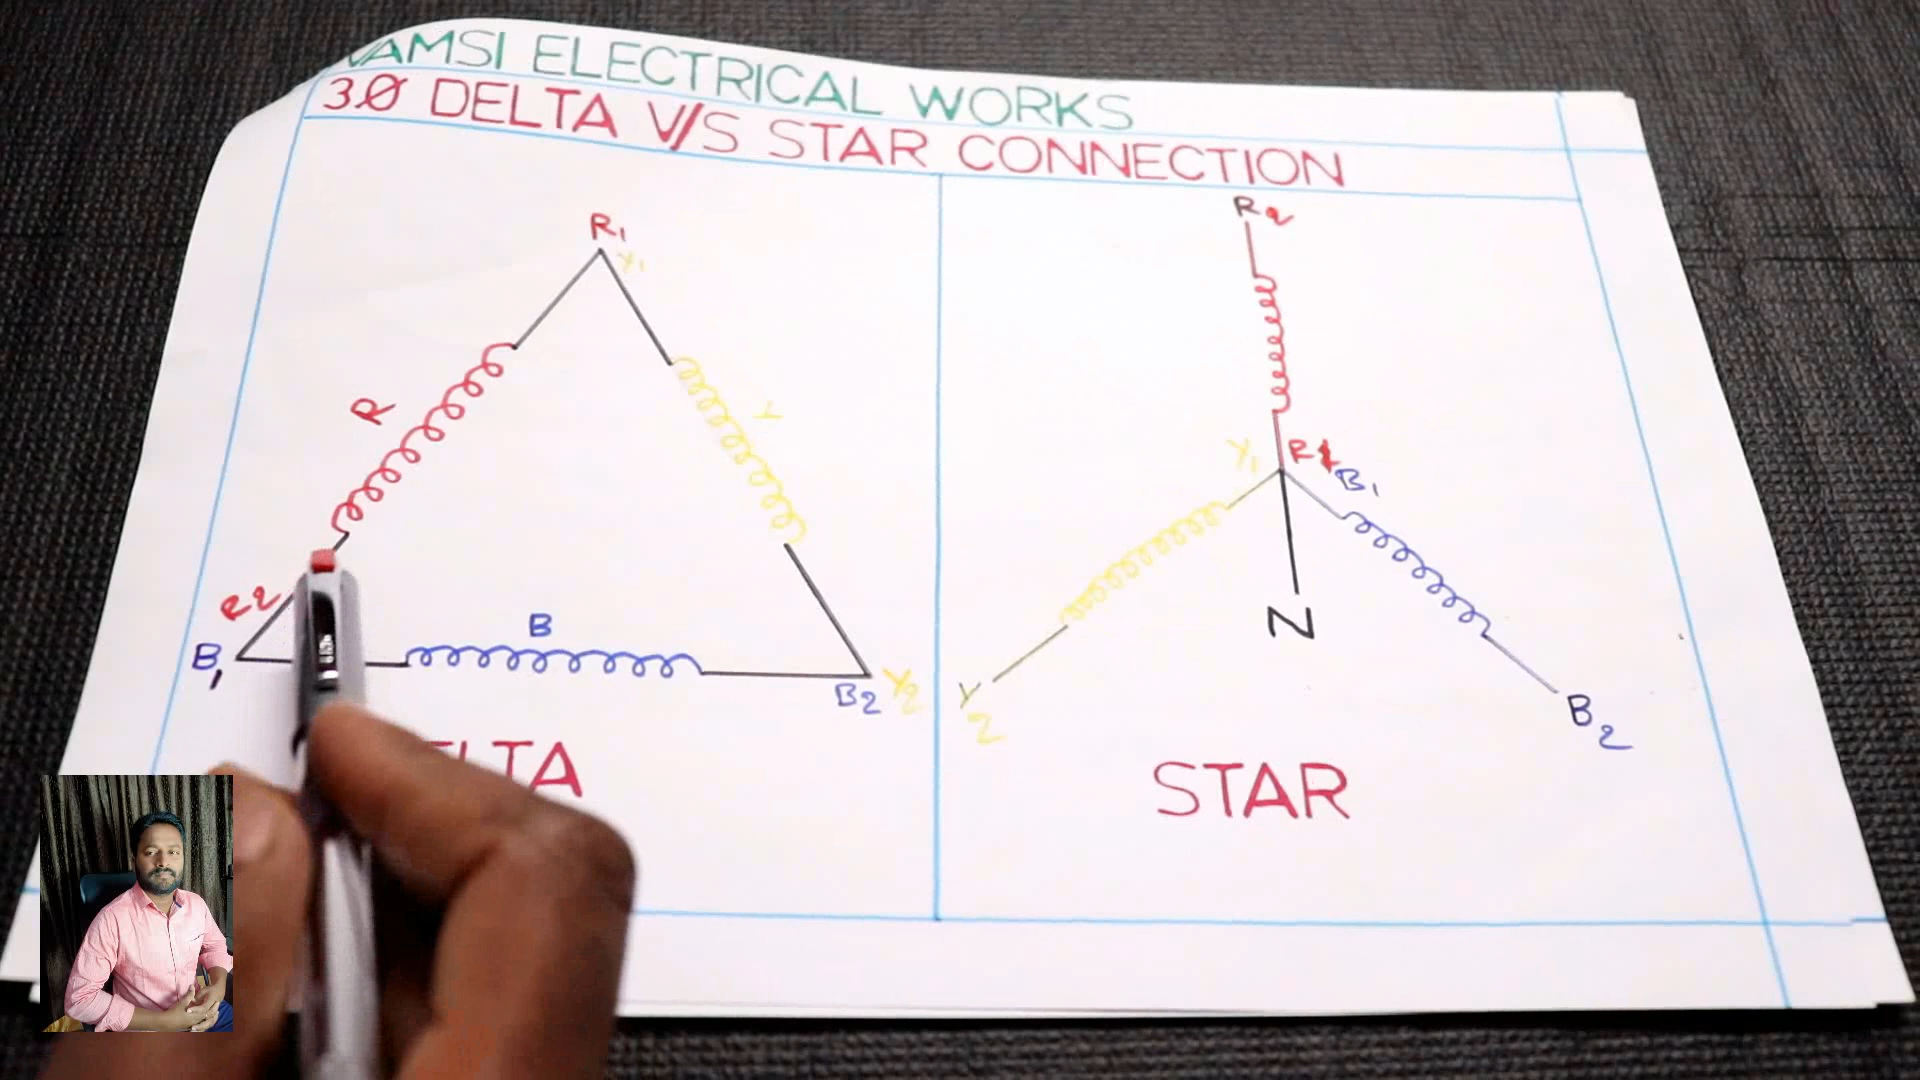 VAMSI ELECTRICAL WORKS
3Ø DELTA V/S STAR CONNECTION
R1
Y1
R
Y
R2
B
B1
B2 Y2
R2
Y1 R1 B1
N
Y2
B2
STAR